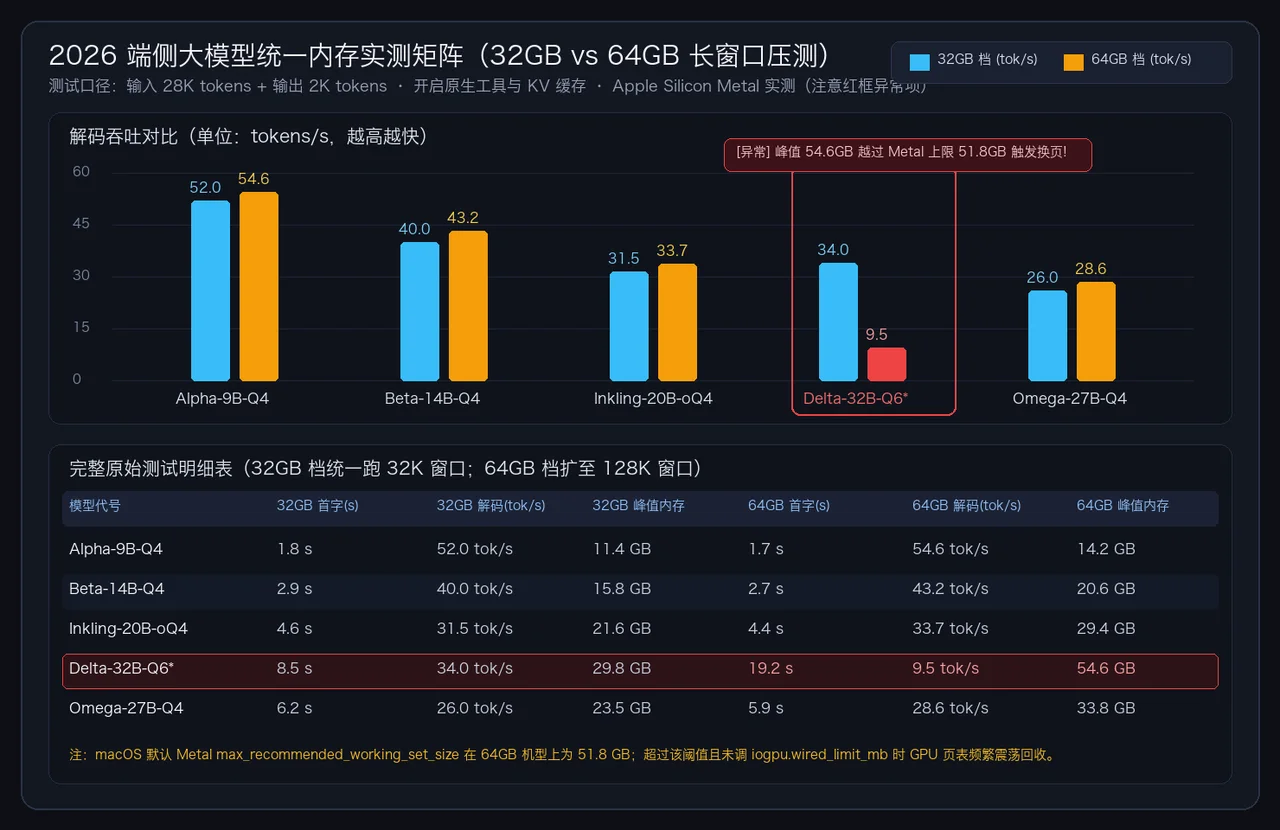 2026 端侧大模型统一内存实测矩阵（32GB vs 64GB 长窗口压测）
32GB 档 (tok/s)
64GB 档 (tok/s)
测试口径：输入 28K tokens + 输出 2K tokens · 开启原生工具与 KV 缓存 · Apple Silicon Metal 实测（注意红框异常项）
解码吞吐对比（单位：tokens/s，越高越快）
[异常] 峰值 54.6GB 越过 Metal 上限 51.8GB 触发换页!
60
45
30
15
0
52.0
54.6
40.0
43.2
31.5
33.7
34.0
9.5
26.0
28.6
Alpha-9B-Q4
Beta-14B-Q4
Inkling-20B-oQ4
Delta-32B-Q6*
Omega-27B-Q4
完整原始测试明细表（32GB 档统一跑 32K 窗口；64GB 档扩至 128K 窗口）
模型代号 32GB 首字(s) 32GB 解码(tok/s) 32GB 峰值内存 64GB 首字(s) 64GB 解码(tok/s) 64GB 峰值内存
Alpha-9B-Q4 1.8 s 52.0 tok/s 11.4 GB 1.7 s 54.6 tok/s 14.2 GB
Beta-14B-Q4 2.9 s 40.0 tok/s 15.8 GB 2.7 s 43.2 tok/s 20.6 GB
Inkling-20B-oQ4 4.6 s 31.5 tok/s 21.6 GB 4.4 s 33.7 tok/s 29.4 GB
Delta-32B-Q6* 8.5 s 34.0 tok/s 29.8 GB 19.2 s 9.5 tok/s 54.6 GB
Omega-27B-Q4 6.2 s 26.0 tok/s 23.5 GB 5.9 s 28.6 tok/s 33.8 GB
注：macOS 默认 Metal max_recommended_working_set_size 在 64GB 机型上为 51.8 GB；超过该阈值且未调 iogpu.wired_limit_mb 时 GPU 页表频繁震荡回收。